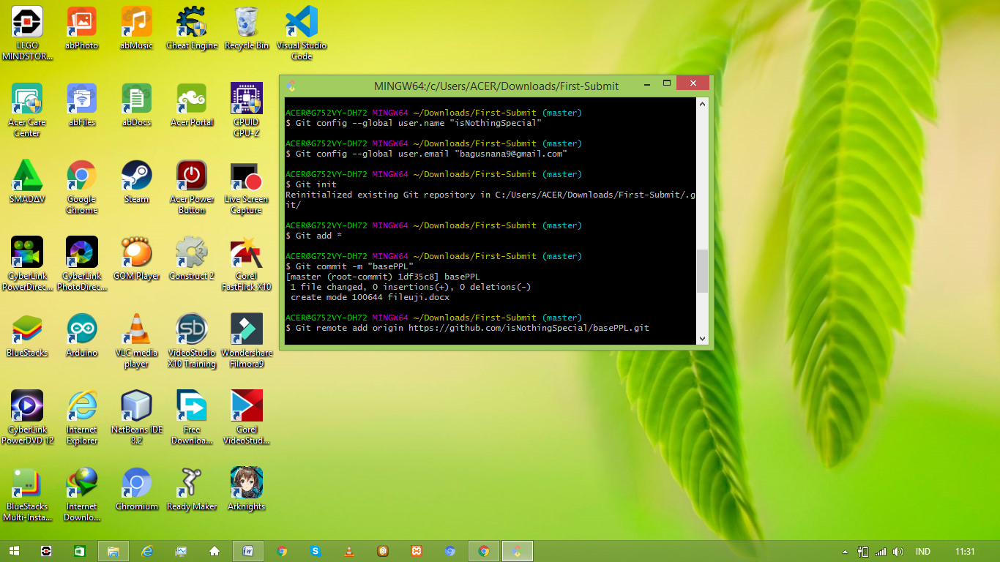 LEGO
MINDSTOR...
abPhoto
abMusic
Cheat Engine
Recycle Bin
Visual Studio
Code
Acer Care
Center
abFiles
abDocs
Acer Portal
CPUID
CPU-Z
SMADΔV
Google
Chrome
Steam
Acer Power
Button
Live Screen
Capture
CyberLink
PowerDirec...
CyberLink
PhotoDirec...
GOM Player
Construct 2
Corel
FastFlick X10
BlueStacks
Arduino
VLC media
player
VideoStudio
X10 Training
Wondershare
Filmora9
CyberLink
PowerDVD 12
Internet
Explorer
NetBeans IDE
8.2
Free
Downloa...
Corel
VideoStud...
BlueStacks
Multi-Insta...
Internet
Downlo...
Chromium
Ready Maker
Arknights
MINGW64:/c/Users/ACER/Downloads/First-Submit
ACER@G752VY-DH72 MINGW64 ~/Downloads/First-Submit (master)
$ Git config --global user.name "isNothingSpecial"
ACER@G752VY-DH72 MINGW64 ~/Downloads/First-Submit (master)
$ Git config --global user.email "bagusnana9@gmail.com"
ACER@G752VY-DH72 MINGW64 ~/Downloads/First-Submit (master)
$ Git init
Reinitialized existing Git repository in C:/Users/ACER/Downloads/First-Submit/.g
it/
ACER@G752VY-DH72 MINGW64 ~/Downloads/First-Submit (master)
$ Git add *
ACER@G752VY-DH72 MINGW64 ~/Downloads/First-Submit (master)
$ Git commit -m "basePPL"
[master (root-commit) 1df35c8] basePPL
 1 file changed, 0 insertions(+), 0 deletions(-)
 create mode 100644 fileuji.docx
ACER@G752VY-DH72 MINGW64 ~/Downloads/First-Submit (master)
$ Git remote add origin https://github.com/isNothingSpecial/basePPL.git
IND
11:31